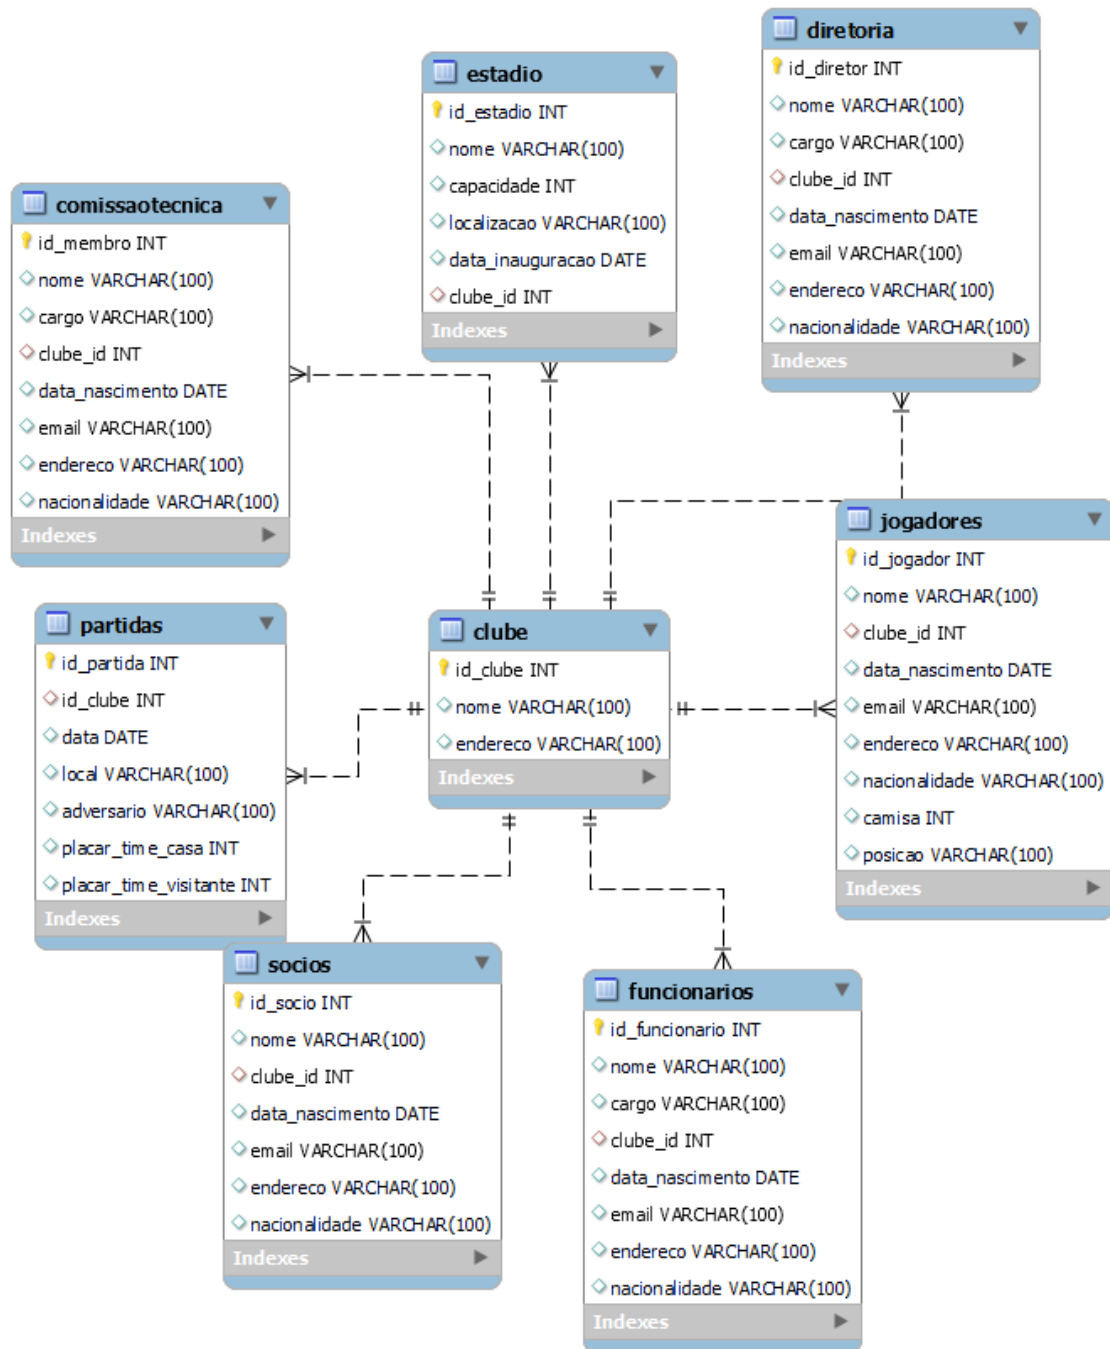 diretoria
id_diretor INT
nome VARCHAR(100)
cargo VARCHAR(100)
clube_id INT
data_nascimento DATE
email VARCHAR(100)
endereco VARCHAR(100)
nacionalidade VARCHAR(100)
Indexes
estadio
id_estadio INT
nome VARCHAR(100)
capacidade INT
localizacao VARCHAR(100)
data_inauguracao DATE
clube_id INT
Indexes
comissaotecnica
id_membro INT
nome VARCHAR(100)
cargo VARCHAR(100)
clube_id INT
data_nascimento DATE
email VARCHAR(100)
endereco VARCHAR(100)
nacionalidade VARCHAR(100)
Indexes
jogadores
id_jogador INT
nome VARCHAR(100)
clube_id INT
data_nascimento DATE
email VARCHAR(100)
endereco VARCHAR(100)
nacionalidade VARCHAR(100)
camisa INT
posicao VARCHAR(100)
Indexes
partidas
id_partida INT
id_clube INT
data DATE
local VARCHAR(100)
adversario VARCHAR(100)
placar_time_casa INT
placar_time_visitante INT
Indexes
clube
id_clube INT
nome VARCHAR(100)
endereco VARCHAR(100)
Indexes
socios
id_socio INT
nome VARCHAR(100)
clube_id INT
data_nascimento DATE
email VARCHAR(100)
endereco VARCHAR(100)
nacionalidade VARCHAR(100)
Indexes
funcionarios
id_funcionario INT
nome VARCHAR(100)
cargo VARCHAR(100)
clube_id INT
data_nascimento DATE
email VARCHAR(100)
endereco VARCHAR(100)
nacionalidade VARCHAR(100)
Indexes